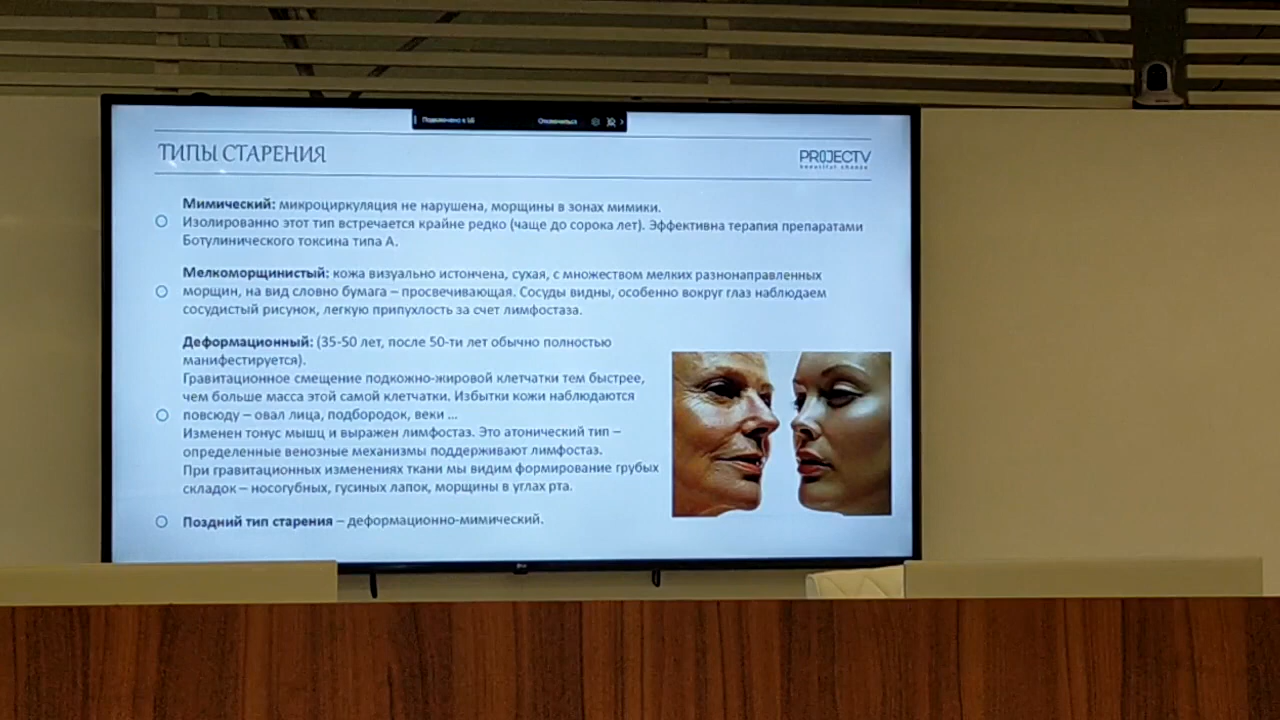 Подключено к LG Отключиться
ТИПЫ СТАРЕНИЯ
PROJECTV
beautiful change
Мимический: микроциркуляция не нарушена, морщины в зонах мимики.
Изолированно этот тип встречается крайне редко (чаще до сорока лет). Эффективна терапия препаратами
Ботулинического токсина типа А.
Мелкоморщинистый: кожа визуально истончена, сухая, с множеством мелких разнонаправленных
морщин, на вид словно бумага – просвечивающая. Сосуды видны, особенно вокруг глаз наблюдаем
сосудистый рисунок, легкую припухлость за счет лимфостаза.
Деформационный: (35-50 лет, после 50-ти лет обычно полностью
манифестируется).
Гравитационное смещение подкожно-жировой клетчатки тем быстрее,
чем больше масса этой самой клетчатки. Избытки кожи наблюдаются
повсюду – овал лица, подбородок, веки ...
Изменен тонус мышц и выражен лимфостаз. Это атонический тип –
определенные венозные механизмы поддерживают лимфостаз.
При гравитационных изменениях ткани мы видим формирование грубых
складок – носогубных, гусиных лапок, морщины в углах рта.
Поздний тип старения – деформационно-мимический.